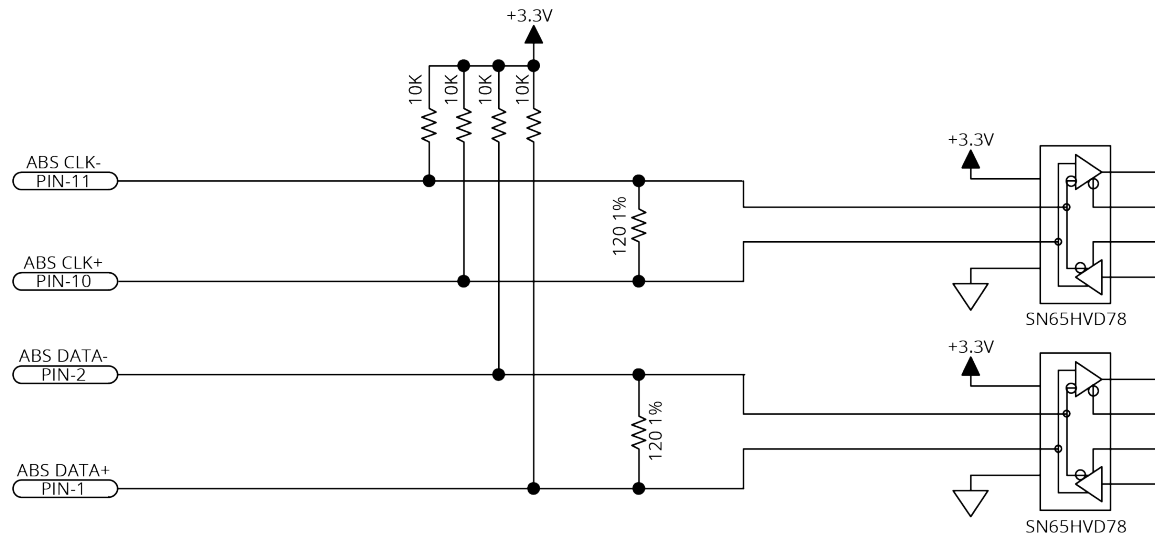 +3.3V
10K
10K
10K
10K
ABS CLK-
PIN-11
+3.3V
120 1%
ABS CLK+
PIN-10
SN65HVD78
ABS DATA-
PIN-2
+3.3V
120 1%
ABS DATA+
PIN-1
SN65HVD78